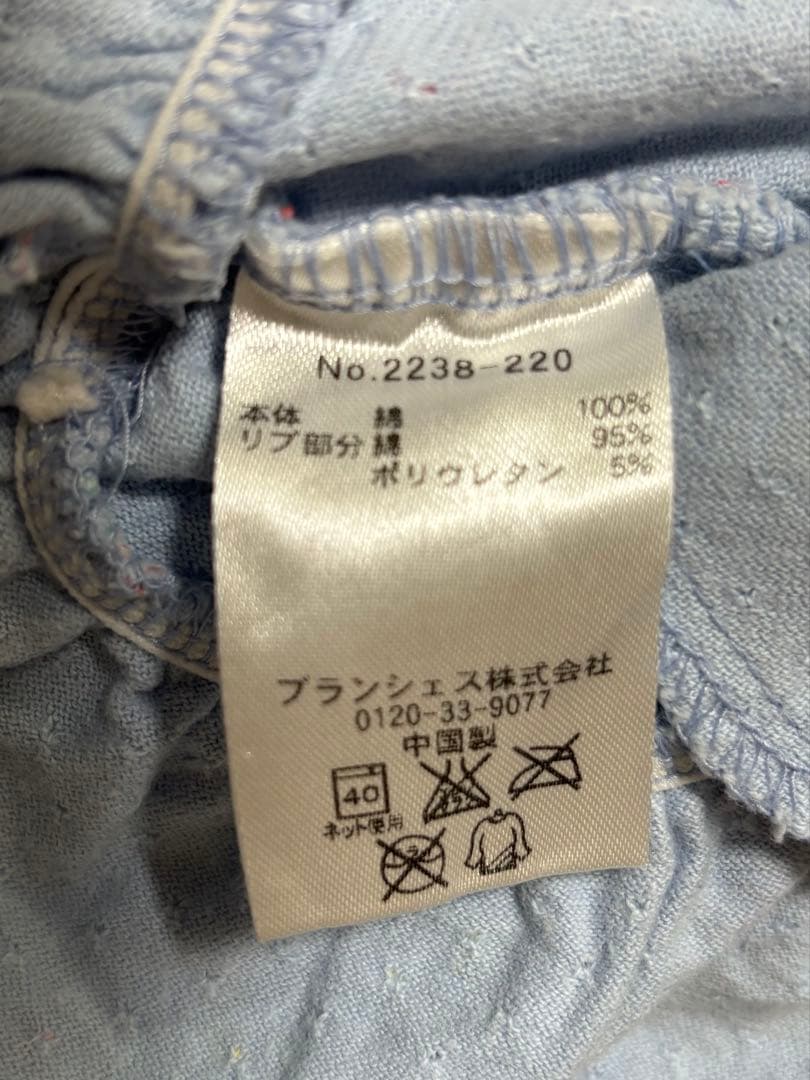 No.2238-220
本体 綿 100%
リブ部分 綿 95%
ポリウレタン 5%
ブランシェス株式会社
0120-33-9077
中国製
40
ネット使用